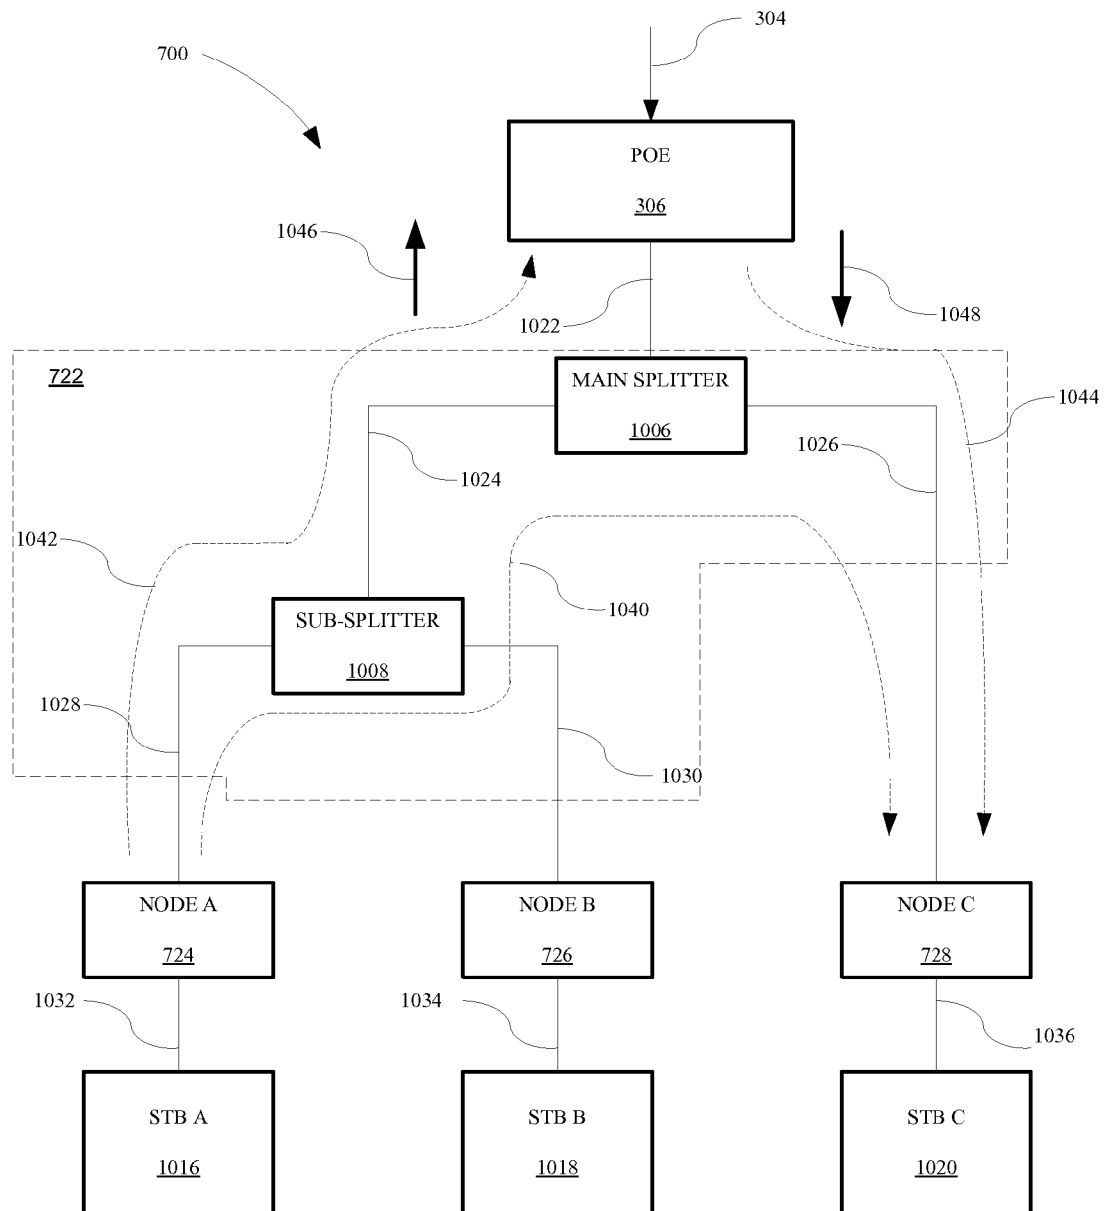 304
700
POE
306
1046
1048
1022
722
MAIN SPLITTER
1006
1044
1026
1024
1042
1040
SUB-SPLITTER
1008
1028
1030
NODE A
724
NODE B
726
NODE C
728
1032
1034
1036
STB A
1016
STB B
1018
STB C
1020